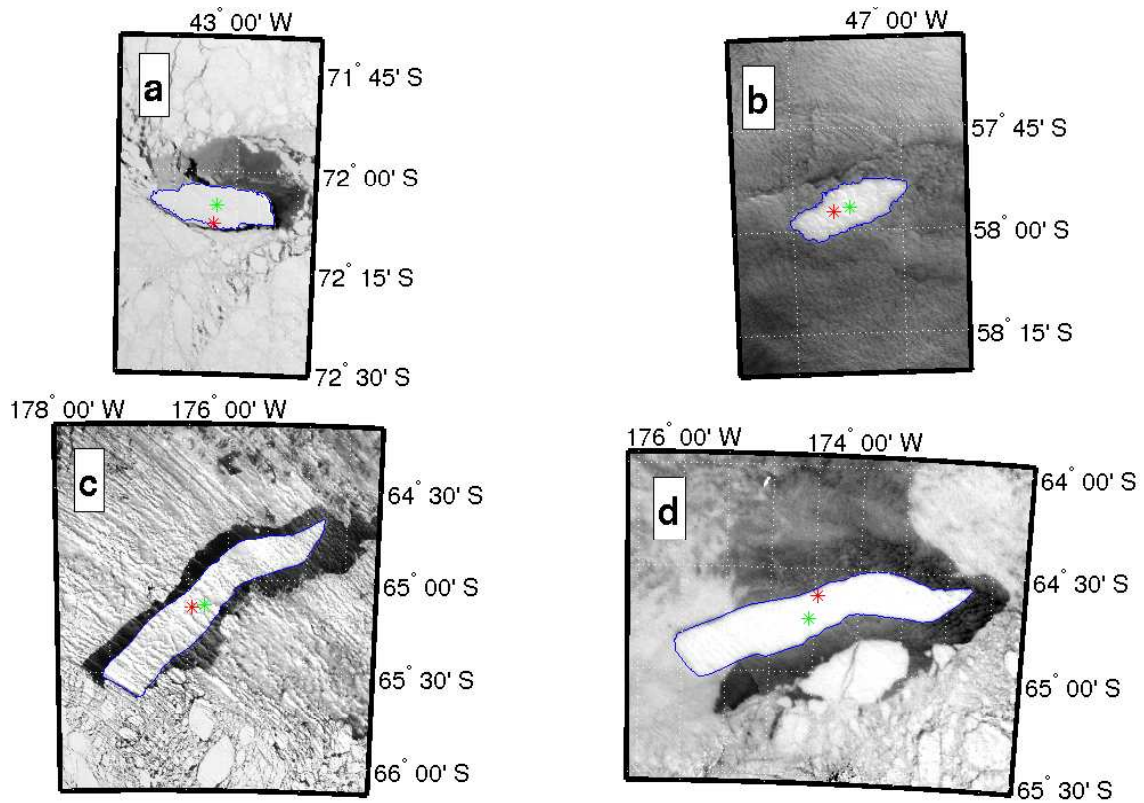 43° 00' W
a
71° 45' S
72° 00' S
72° 15' S
72° 30' S
47° 00' W
b
57° 45' S
58° 00' S
58° 15' S
178° 00' W
176° 00' W
c
64° 30' S
65° 00' S
65° 30' S
66° 00' S
176° 00' W
174° 00' W
d
64° 00' S
64° 30' S
65° 00' S
65° 30' S